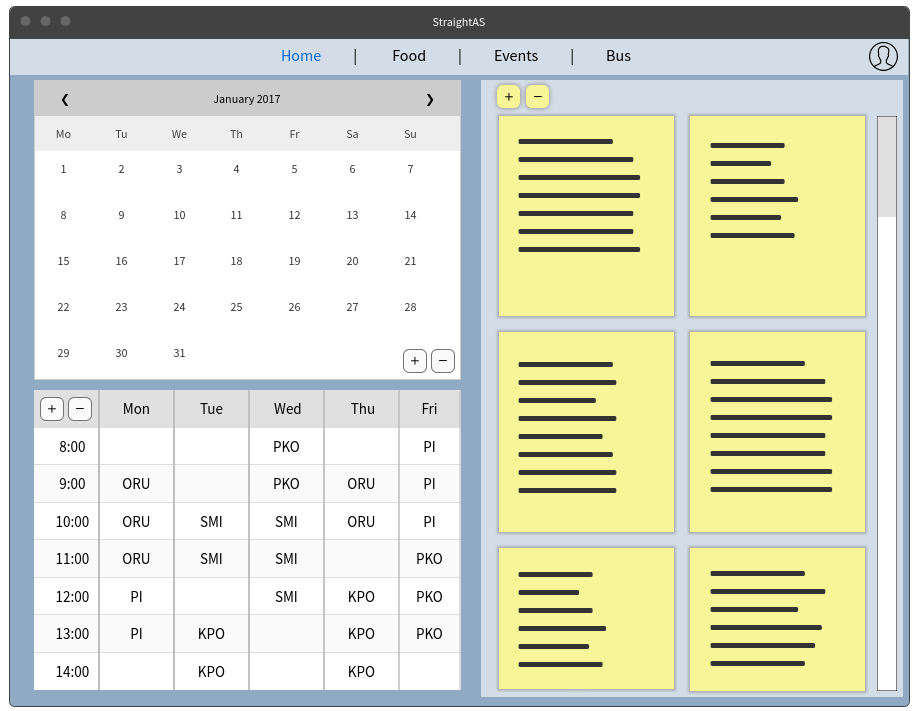 StraightAS
Home | Food | Events | Bus
❮ January 2017 ❯
Mo Tu We Th Fr Sa Su
1 2 3 4 5 6 7
8 9 10 11 12 13 14
15 16 17 18 19 20 21
22 23 24 25 26 27 28
29 30 31
+ −
+ − Mon Tue Wed Thu Fri
8:00 PKO PI
9:00 ORU PKO ORU PI
10:00 ORU SMI SMI ORU PI
11:00 ORU SMI SMI PKO
12:00 PI SMI KPO PKO
13:00 PI KPO KPO PKO
14:00 KPO KPO
+ −